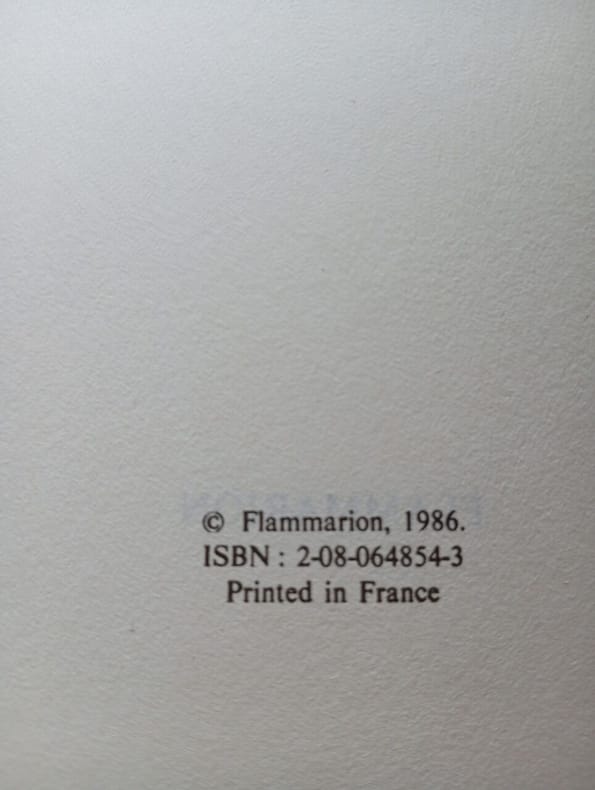 © Flammarion, 1986.
ISBN : 2-08-064854-3
Printed in France